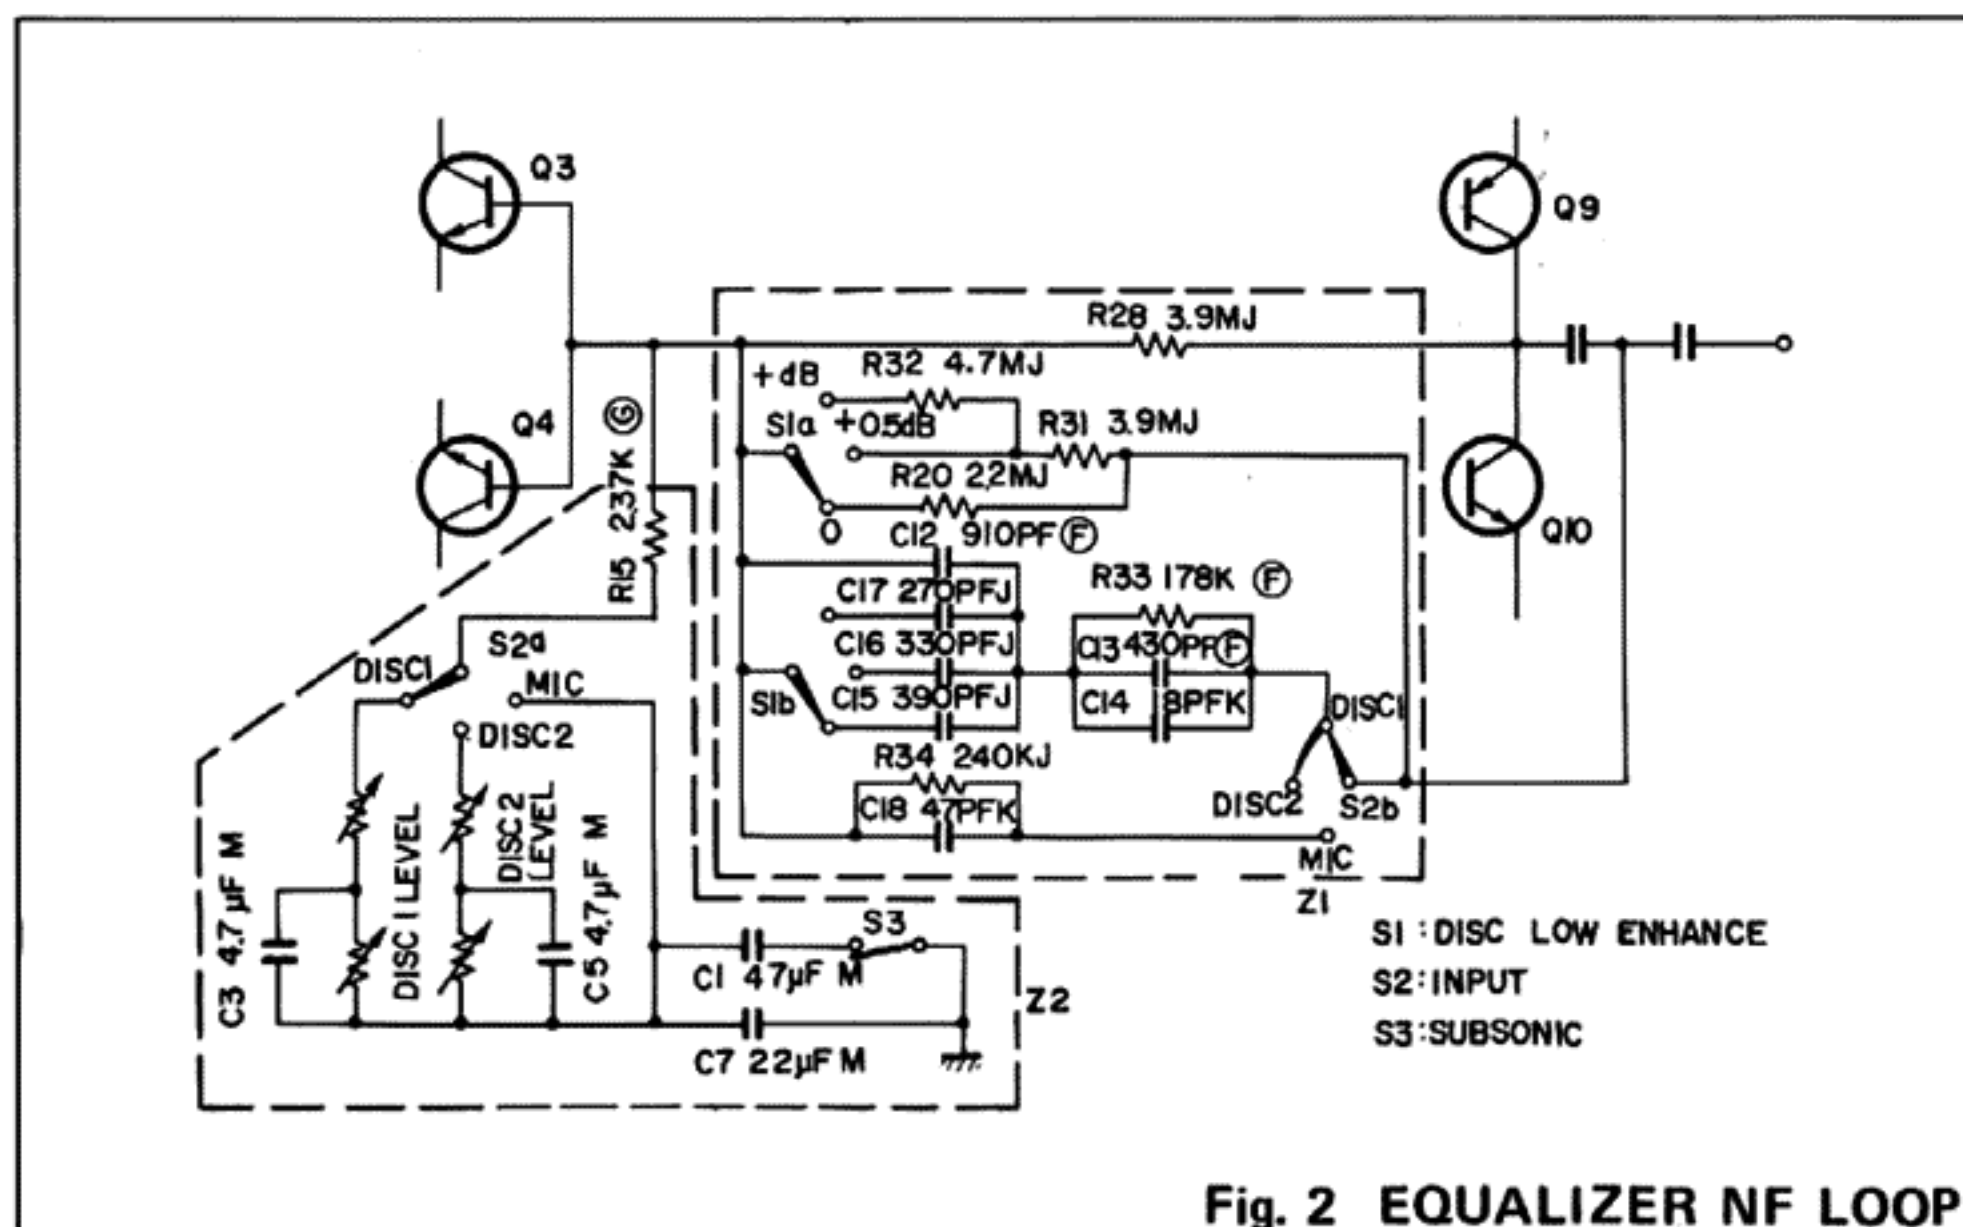 Q3
Q9
R28 3.9MJ
+dB
R32 4.7MJ
Q4
G
S1a
+0.5dB
R31 3.9MJ
R20 2.2MJ
R15 2.37K
0
C12 910PF F
Q10
R33 178K F
C17 270PFJ
S2a
DISC1
MIC
C16 330PFJ
C13 430PF F
S1b
C15 390PFJ
C14 8PFK
DISC1
DISC2
R34 240KJ
DISC2
S2b
C18 47PFK
MIC
Z1
C3 4.7µF M
DISC 1 LEVEL
DISC2
LEVEL
C5 4.7µF M
S3
C1 47µF M
Z2
C7 22µF M
S1 : DISC LOW ENHANCE
S2 : INPUT
S3 : SUBSONIC
Fig. 2 EQUALIZER NF LOOP